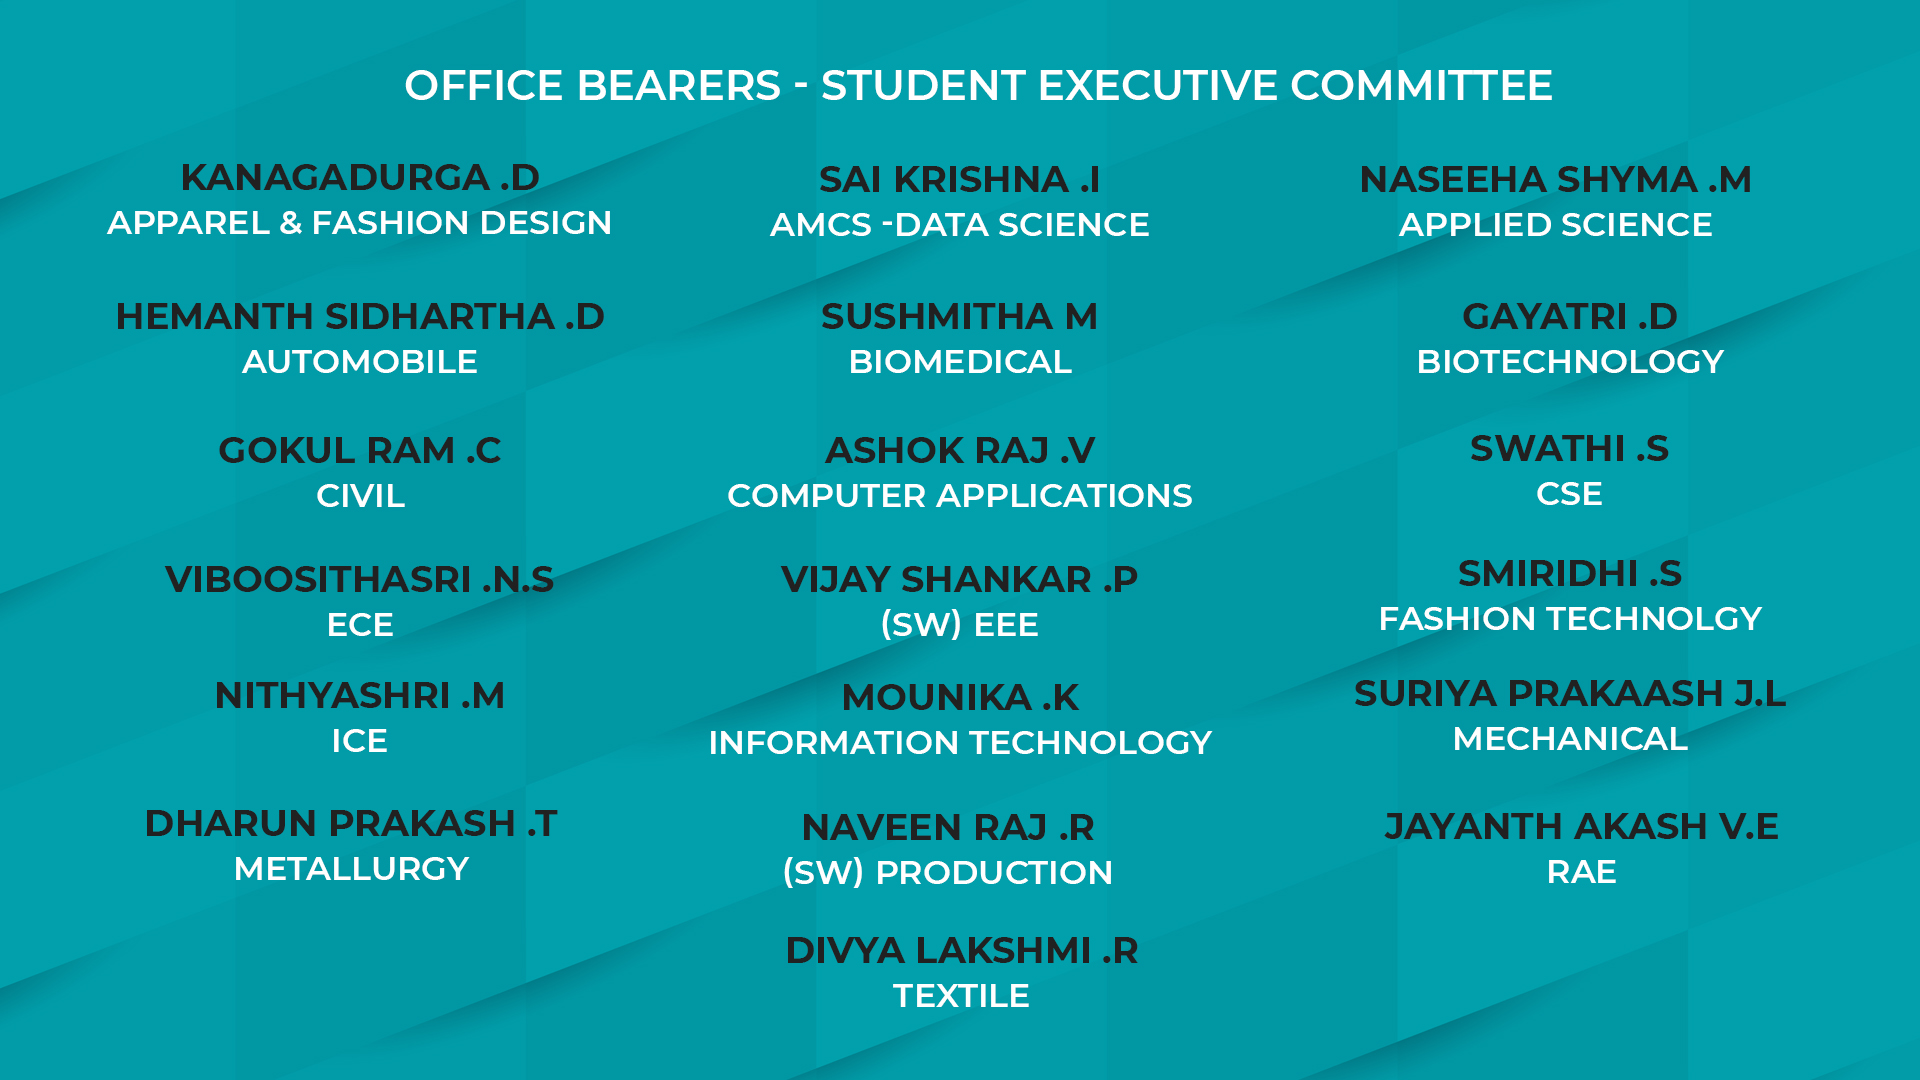 OFFICE BEARERS - STUDENT EXECUTIVE COMMITTEE
KANAGADURGA .D
APPAREL & FASHION DESIGN
SAI KRISHNA .I
AMCS -DATA SCIENCE
NASEEHA SHYMA .M
APPLIED SCIENCE
HEMANTH SIDHARTHA .D
AUTOMOBILE
SUSHMITHA M
BIOMEDICAL
GAYATRI .D
BIOTECHNOLOGY
GOKUL RAM .C
CIVIL
ASHOK RAJ .V
COMPUTER APPLICATIONS
SWATHI .S
CSE
VIBOOSITHASRI .N.S
ECE
VIJAY SHANKAR .P
(SW) EEE
SMIRIDHI .S
FASHION TECHNOLGY
NITHYASHRI .M
ICE
MOUNIKA .K
INFORMATION TECHNOLOGY
SURIYA PRAKAASH J.L
MECHANICAL
DHARUN PRAKASH .T
METALLURGY
NAVEEN RAJ .R
(SW) PRODUCTION
JAYANTH AKASH V.E
RAE
DIVYA LAKSHMI .R
TEXTILE